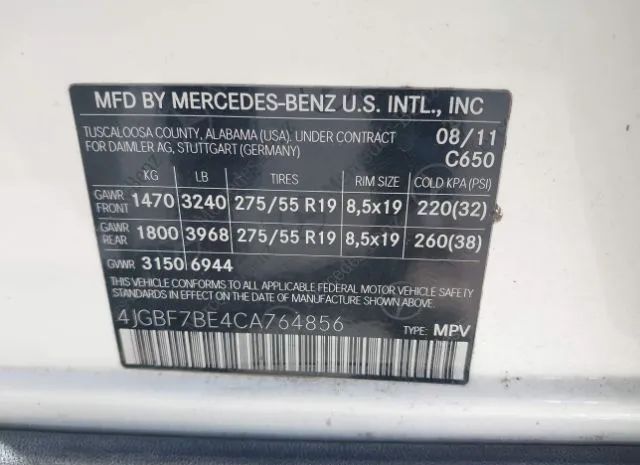 MFD BY MERCEDES-BENZ U.S. INTL., INC
TUSCALOOSA COUNTY, ALABAMA (USA). UNDER CONTRACT 08/11
FOR DAIMLER AG, STUTTGART (GERMANY) C650
KG LB TIRES RIM SIZE COLD KPA (PSI)
GAWR FRONT 1470 3240 275/55 R19 8,5x19 220(32)
GAWR REAR 1800 3968 275/55 R19 8,5x19 260(38)
GVWR 3150 6944
THIS VEHICLE CONFORMS TO ALL APPLICABLE FEDERAL MOTOR VEHICLE SAFETY
STANDARDS IN EFFECT ON THE DATE OF MANUFACTURE SHOWN ABOVE.
4JGBF7BE4CA764856 TYPE: MPV